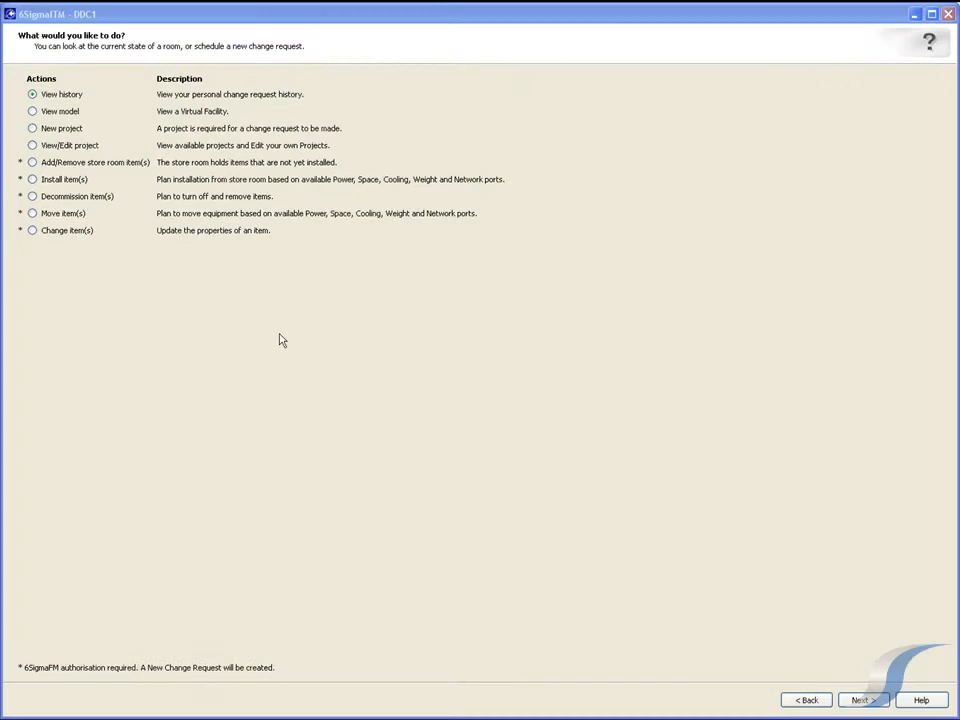 6SigmaITM - DDC1
What would you like to do?
You can look at the current state of a room, or schedule a new change request.
?
Actions Description
View history View your personal change request history.
View model View a Virtual Facility.
New project A project is required for a change request to be made.
View/Edit project View available projects and Edit your own Projects.
* Add/Remove store room item(s) The store room holds items that are not yet installed.
* Install item(s) Plan installation from store room based on available Power, Space, Cooling, Weight and Network ports.
* Decommission item(s) Plan to turn off and remove items.
* Move item(s) Plan to move equipment based on available Power, Space, Cooling, Weight and Network ports.
* Change item(s) Update the properties of an item.
* 6SigmaFM authorisation required. A New Change Request will be created.
< Back Next > Help